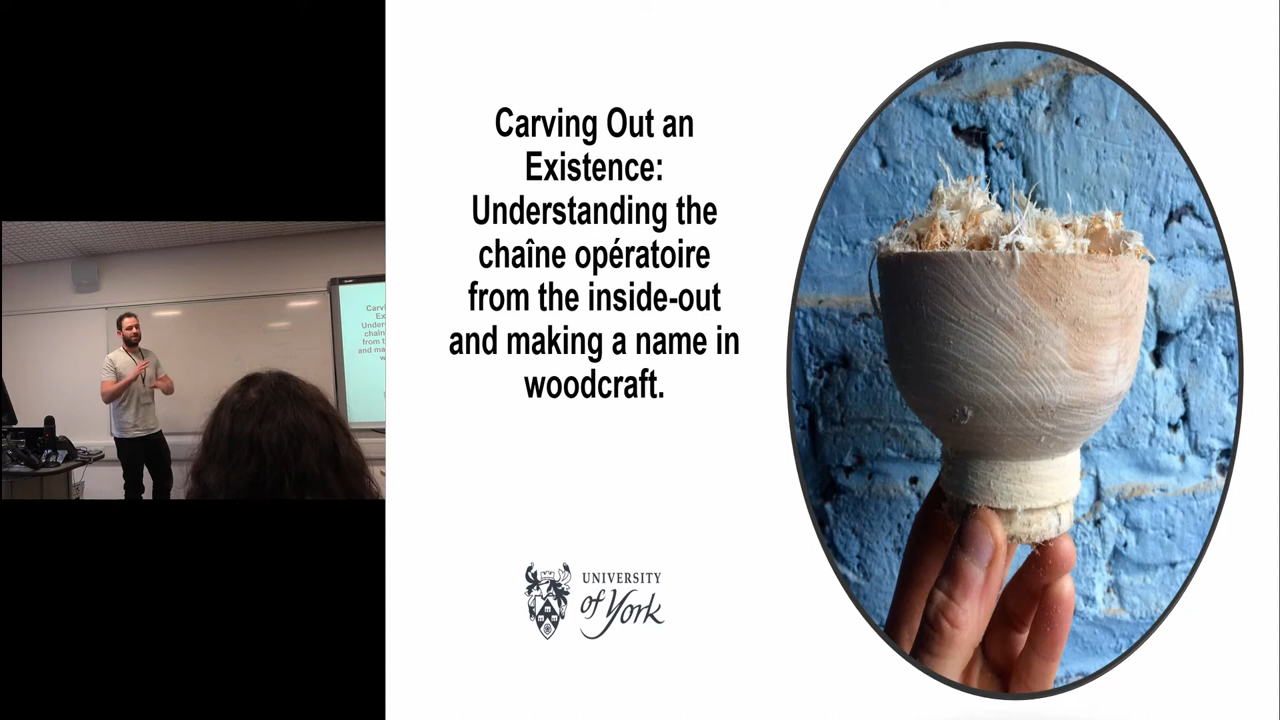 Carving Out an
Existence:
Understanding the
chaîne opératoire
from the inside-out
and making a name in
woodcraft.
UNIVERSITY
of York